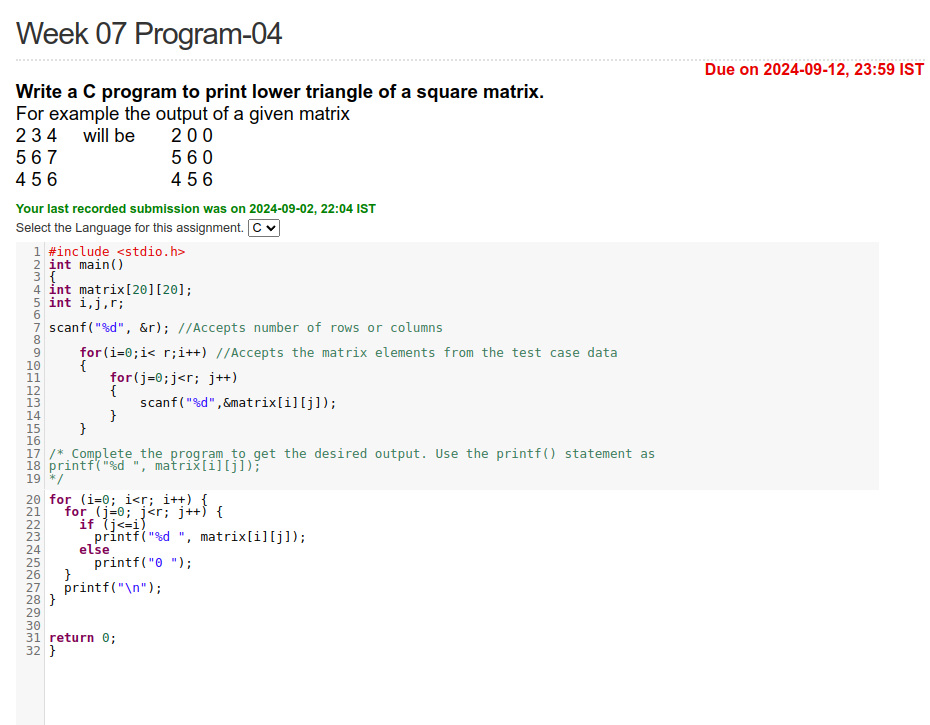 Week 07 Program-04
Due on 2024-09-12, 23:59 IST
Write a C program to print lower triangle of a square matrix.
For example the output of a given matrix
2 3 4 will be 2 0 0
5 6 7 5 6 0
4 5 6 4 5 6
Your last recorded submission was on 2024-09-02, 22:04 IST
Select the Language for this assignment. C
1 #include <stdio.h>
2 int main()
3 {
4 int matrix[20][20];
5 int i,j,r;
6
7 scanf("%d", &r); //Accepts number of rows or columns
8
9     for(i=0;i< r;i++) //Accepts the matrix elements from the test case data
10     {
11         for(j=0;j<r; j++)
12         {
13             scanf("%d",&matrix[i][j]);
14         }
15     }
16
17 /* Complete the program to get the desired output. Use the printf() statement as
18 printf("%d ", matrix[i][j]);
19 */
20 for (i=0; i<r; i++) {
21   for (j=0; j<r; j++) {
22     if (j<=i)
23       printf("%d ", matrix[i][j]);
24     else
25       printf("0 ");
26   }
27   printf("\n");
28 }
29
30
31 return 0;
32 }